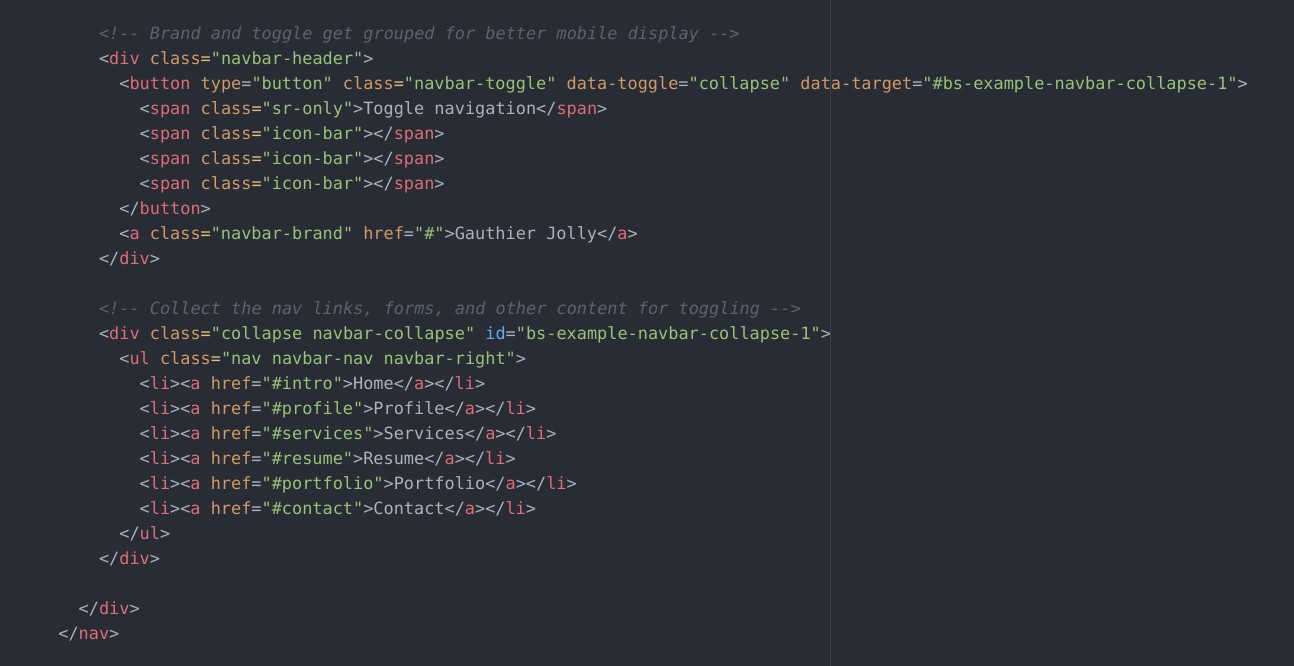 <!-- Brand and toggle get grouped for better mobile display -->
<div class="navbar-header">
<button type="button" class="navbar-toggle" data-toggle="collapse" data-target="#bs-example-navbar-collapse-1">
<span class="sr-only">Toggle navigation</span>
<span class="icon-bar"></span>
<span class="icon-bar"></span>
<span class="icon-bar"></span>
</button>
<a class="navbar-brand" href="#">Gauthier Jolly</a>
</div>
<!-- Collect the nav links, forms, and other content for toggling -->
<div class="collapse navbar-collapse" id="bs-example-navbar-collapse-1">
<ul class="nav navbar-nav navbar-right">
<li><a href="#intro">Home</a></li>
<li><a href="#profile">Profile</a></li>
<li><a href="#services">Services</a></li>
<li><a href="#resume">Resume</a></li>
<li><a href="#portfolio">Portfolio</a></li>
<li><a href="#contact">Contact</a></li>
</ul>
</div>
</div>
</nav>